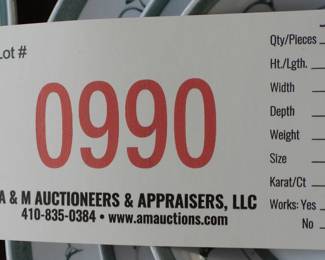 Lot #
0990
A & M AUCTIONEERS & APPRAISERS, LLC
410-835-0384 • www.amauctions.com
Qty/Pieces
Ht./Lgth.
Width
Depth
Weight
Size
Karat/Ct
Works: Yes
No